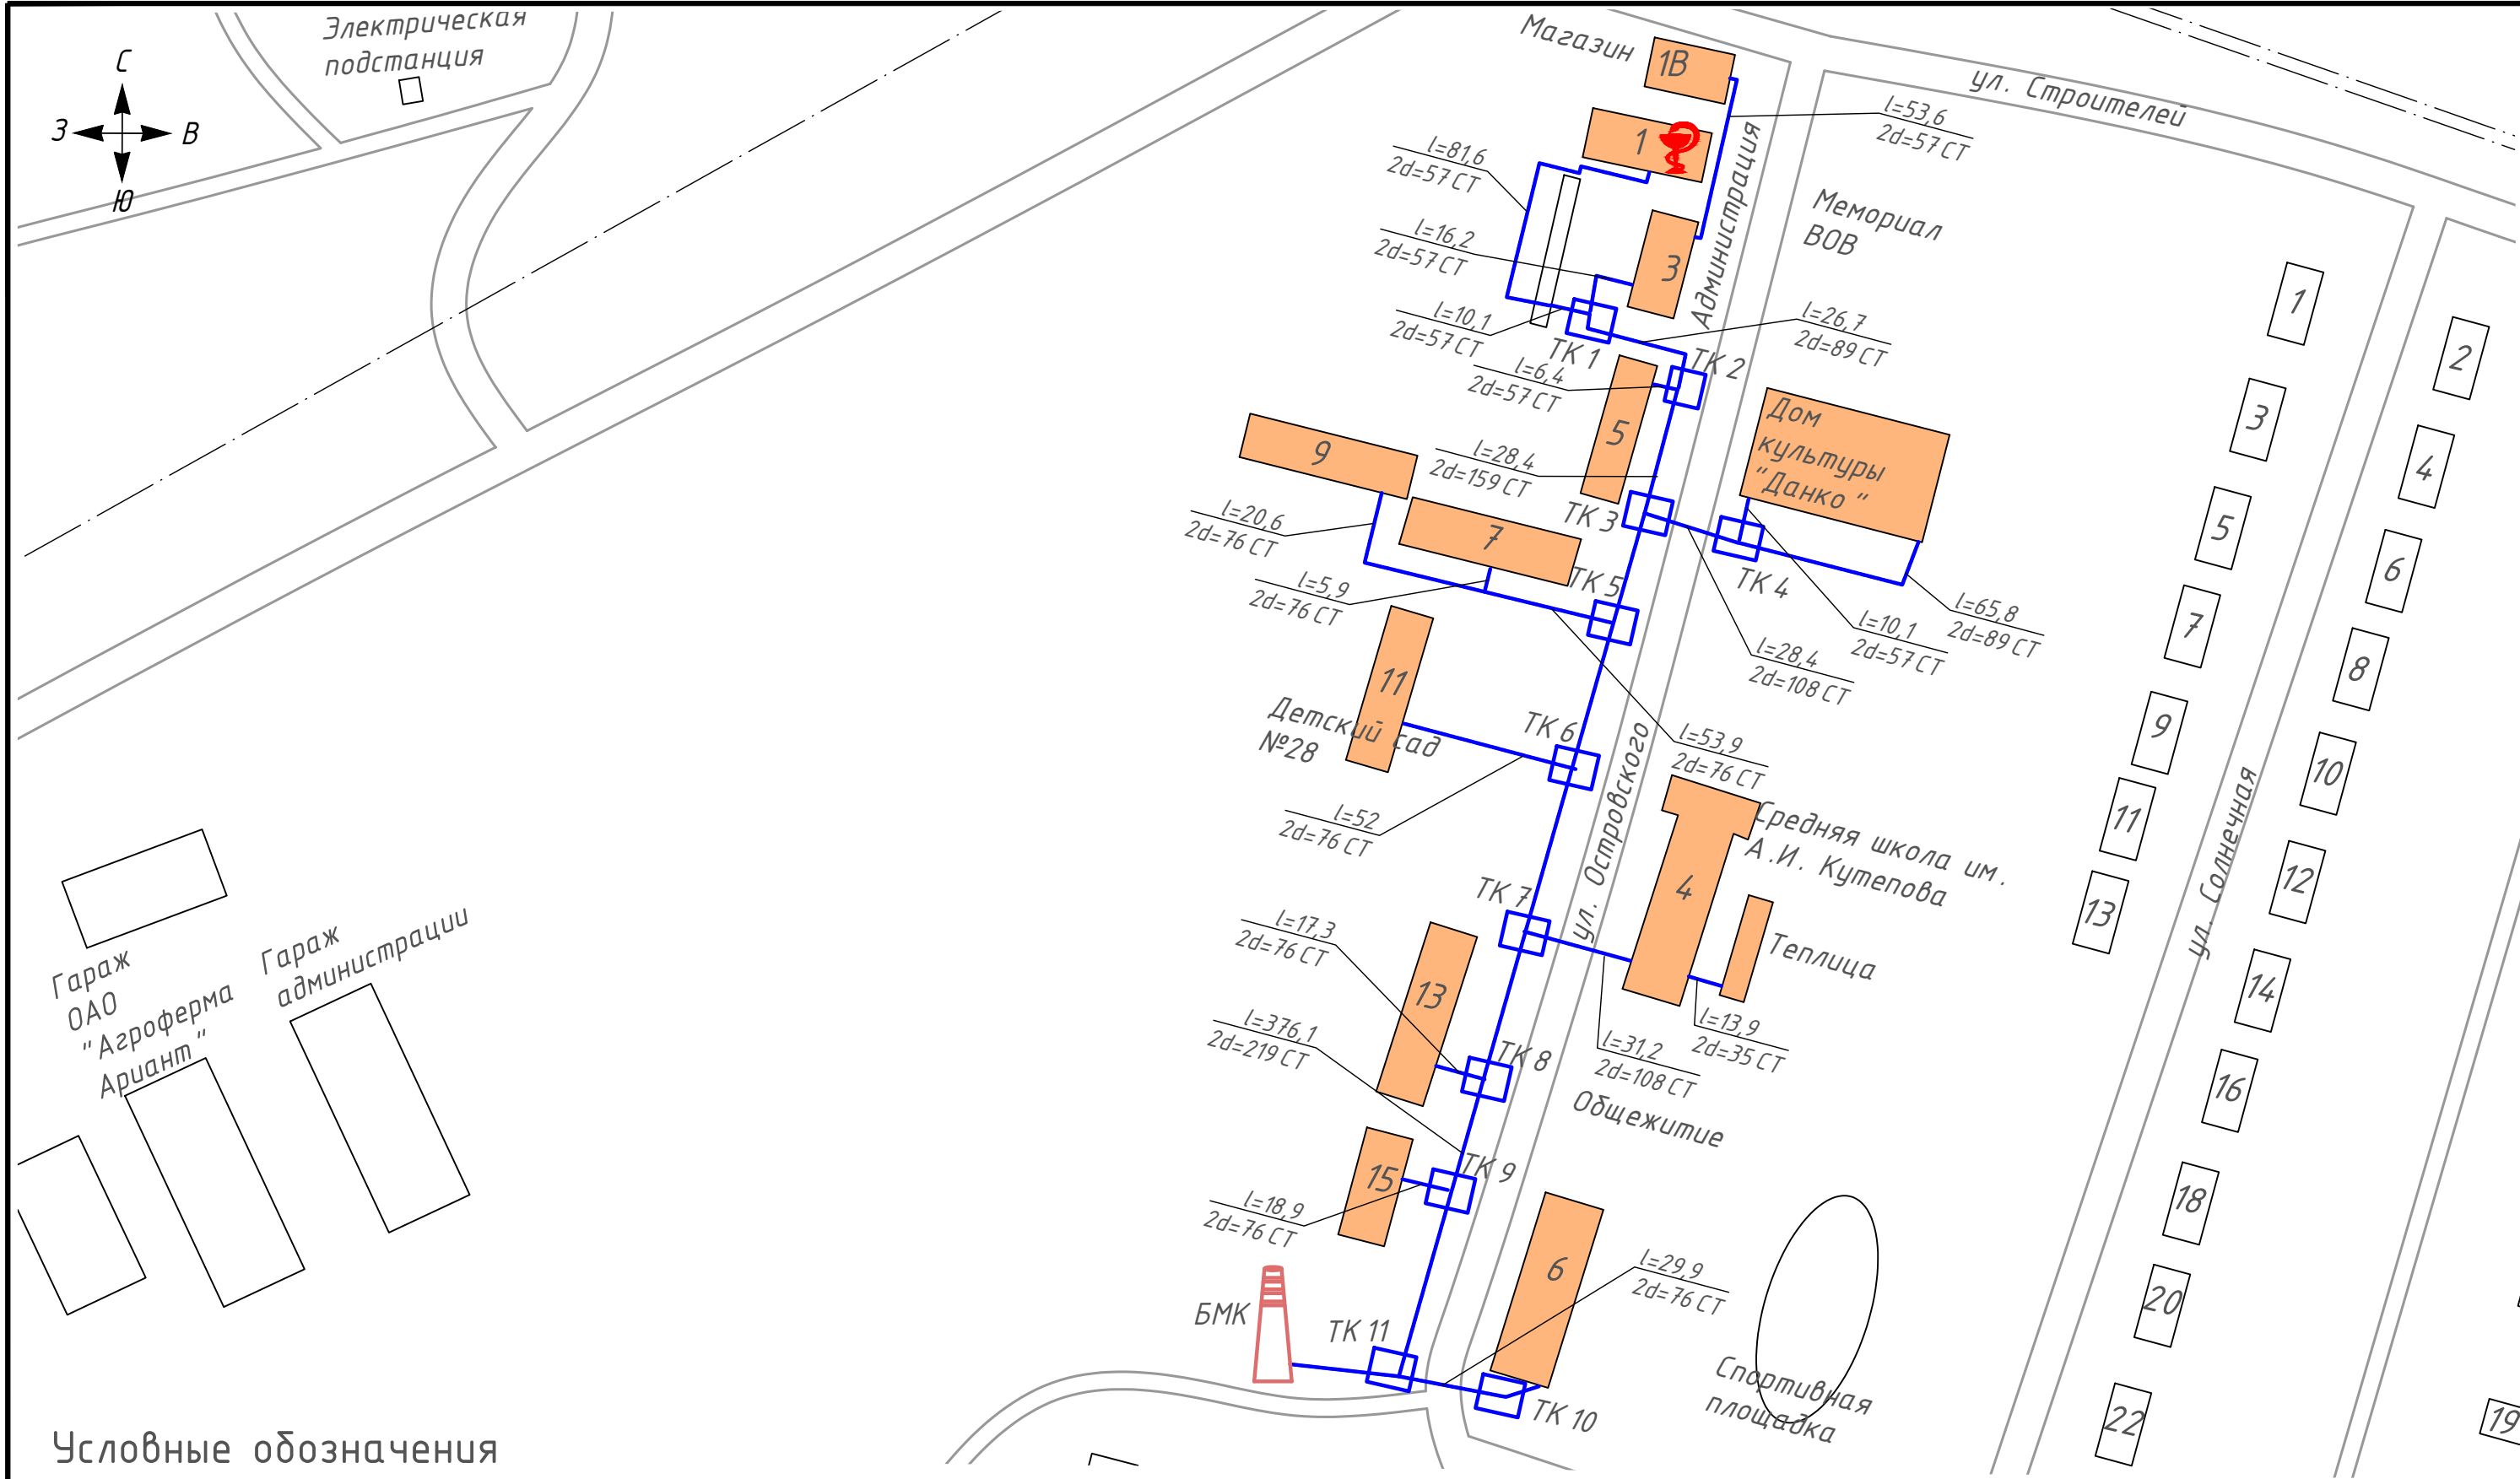 Электрическая
подстанция
С
З
В
Ю
Магазин
1В
1
ул. Строителей
l=53,6
2d=57 СТ
l=81,6
2d=57 СТ
Администрация
Мемориал
ВОВ
l=16,2
2d=57 СТ
3
l=10,1
2d=57 СТ
l=26,7
2d=89 СТ
ТК 1
ТК 2
l=6,4
2d=57 СТ
5
Дом
культуры
"Данко "
9
l=28,4
2d=159 СТ
ТК 3
7
l=20,6
2d=76 СТ
ТК 4
ТК 5
l=5,9
2d=76 СТ
l=65,8
2d=89 СТ
l=10,1
2d=57 СТ
l=28,4
2d=108 СТ
11
Детский сад
№28
ТК 6
l=53,9
2d=76 СТ
l=52
2d=76 СТ
ул. Островского
Средняя школа им.
А.И. Кутепова
4
ТК 7
Теплица
l=17,3
2d=76 СТ
13
l=13,9
2d=35 СТ
l=31,2
2d=108 СТ
l=376,1
2d=219 СТ
ТК 8
Общежитие
ТК 9
15
l=18,9
2d=76 СТ
6
l=29,9
2d=76 СТ
БМК
ТК 11
ТК 10
Спортивная
площадка
Гараж
ОАО
"Агроферма
Ариант"
Гараж
администрации
ул. Солнечная
1
3
5
7
9
11
13
2
4
6
8
10
12
14
16
18
20
22
19
Условные обозначения